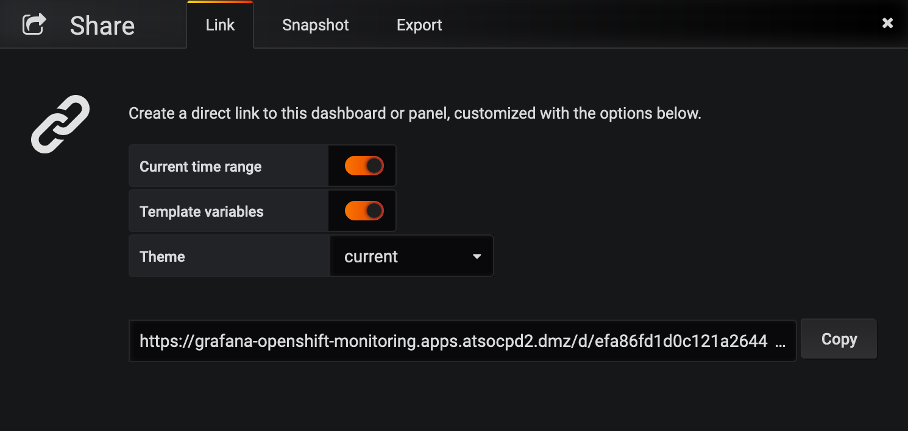 Share Link Snapshot Export ×
Create a direct link to this dashboard or panel, customized with the options below.
Current time range
Template variables
Theme current
https://grafana-openshift-monitoring.apps.atsocpd2.dmz/d/efa86fd1d0c121a2644 ... Copy